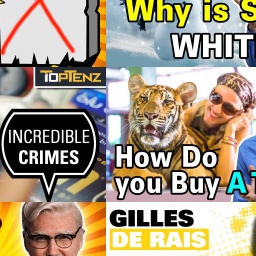 Why is S
WHIT
TOPTENZ
INCREDIBLE
CRIMES
How Do
you Buy A T
GILLES
DE RAIS